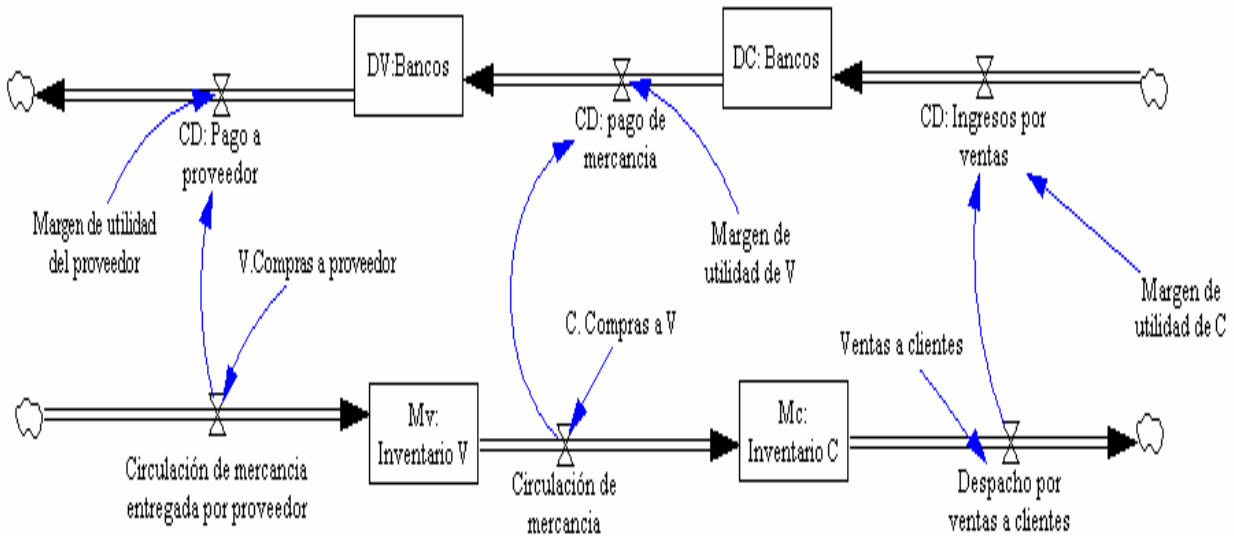 DV:Bancos
DC: Bancos
CD: Pago a
proveedor
CD: pago de
mercancia
CD: Ingresos por
ventas
Margen de utilidad
del proveedor
V.Compras a proveedor
Margen de
utilidad de V
Margen de
utilidad de C
C. Compras a V
Ventas a clientes
Mv:
Inventario V
Mc:
Inventario C
Circulación de mercancia
entregada por proveedor
Circulación de
mercancia
Despacho por
ventas a clientes